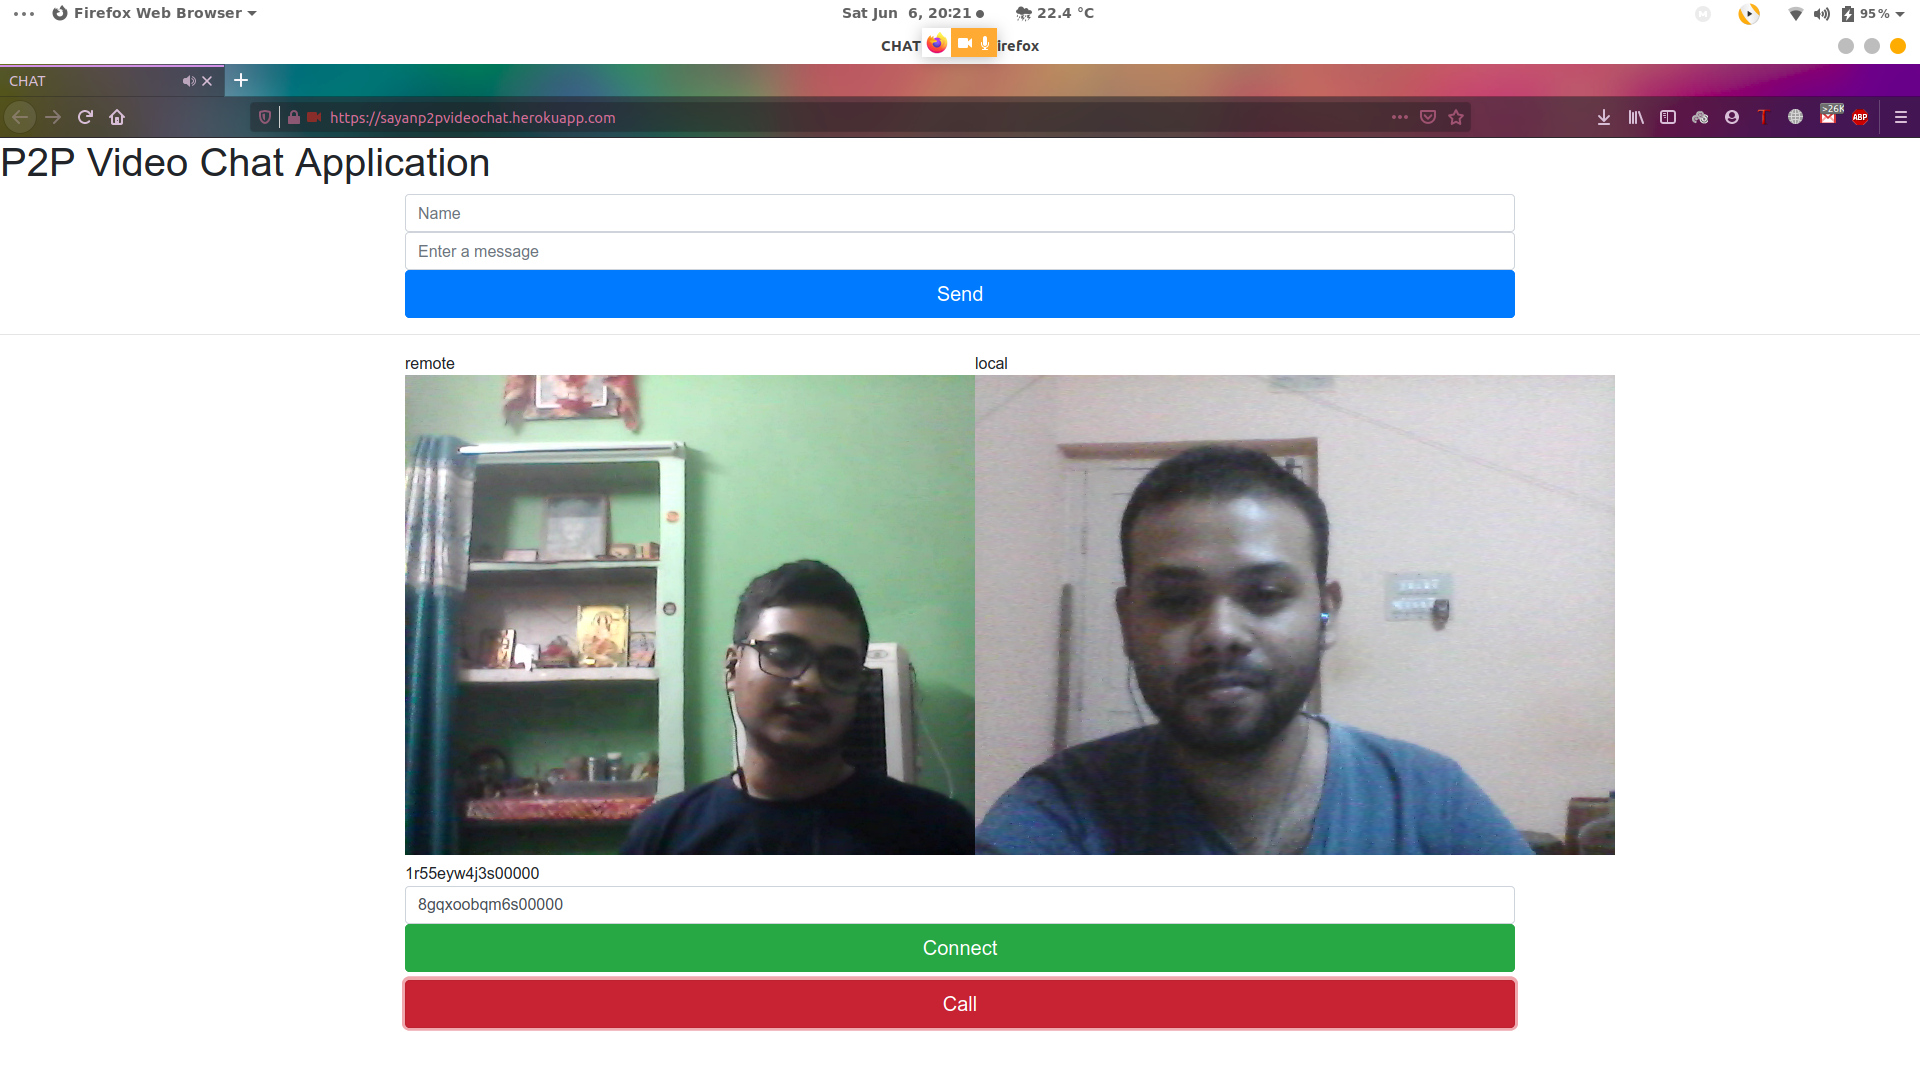 Firefox Web Browser
Sat Jun 6, 20:21
22.4 °C
95 %
CHAT
irefox
CHAT
https://sayanp2pvideochat.herokuapp.com
>26K
ABP
P2P Video Chat Application
Name
Enter a message
Send
remote
local
1r55eyw4j3s00000
8gqxoobqm6s00000
Connect
Call